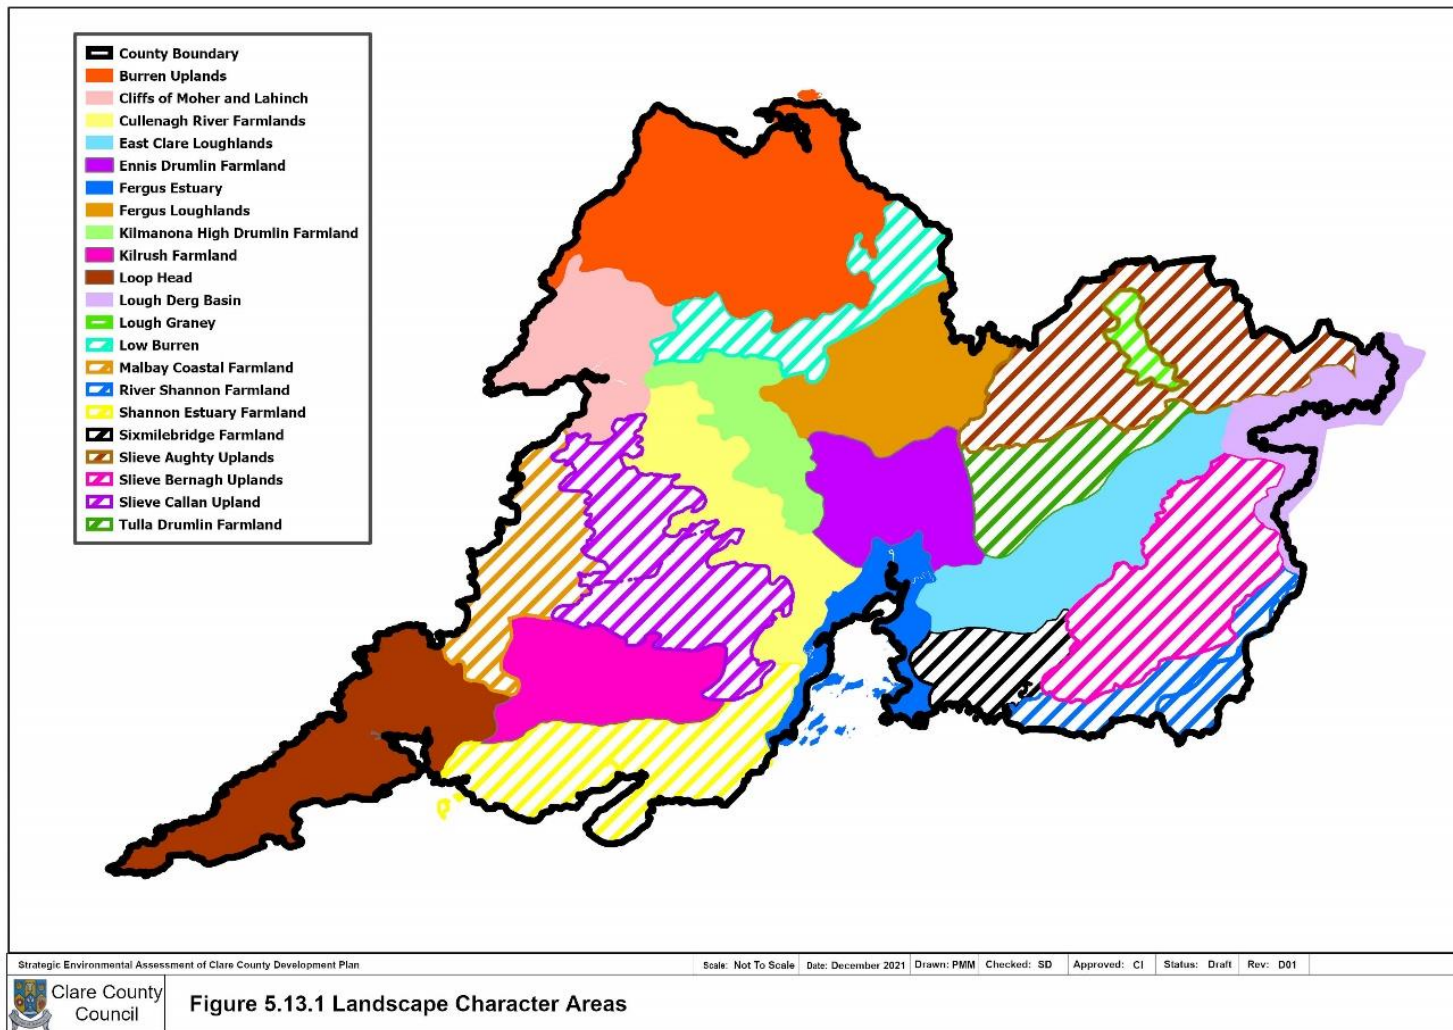 County Boundary
Burren Uplands
Cliffs of Moher and Lahinch
Cullenagh River Farmlands
East Clare Loughlands
Ennis Drumlin Farmland
Fergus Estuary
Fergus Loughlands
Kilmanona High Drumlin Farmland
Kilrush Farmland
Loop Head
Lough Derg Basin
Lough Graney
Low Burren
Malbay Coastal Farmland
River Shannon Farmland
Shannon Estuary Farmland
Sixmilebridge Farmland
Slieve Aughty Uplands
Slieve Bernagh Uplands
Slieve Callan Upland
Tulla Drumlin Farmland
Strategic Environmental Assessment of Clare County Development Plan
Scale: Not To Scale Date: December 2021 Drawn: PMM Checked: SD Approved: CI Status: Draft Rev: D01
Clare County
Council
Figure 5.13.1 Landscape Character Areas